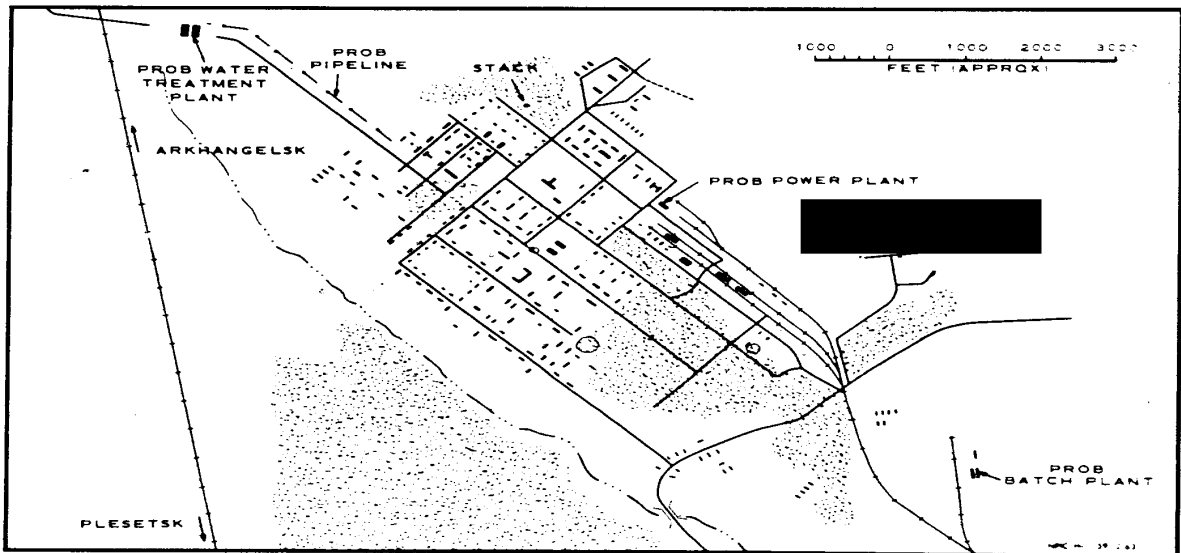 1000 0 1000 2000 3000
FEET (APPROX)
PROB
PIPELINE
STACK
PROB WATER
TREATMENT
PLANT
ARKHANGELSK
PROB POWER PLANT
PROB
BATCH PLANT
PLESETSK